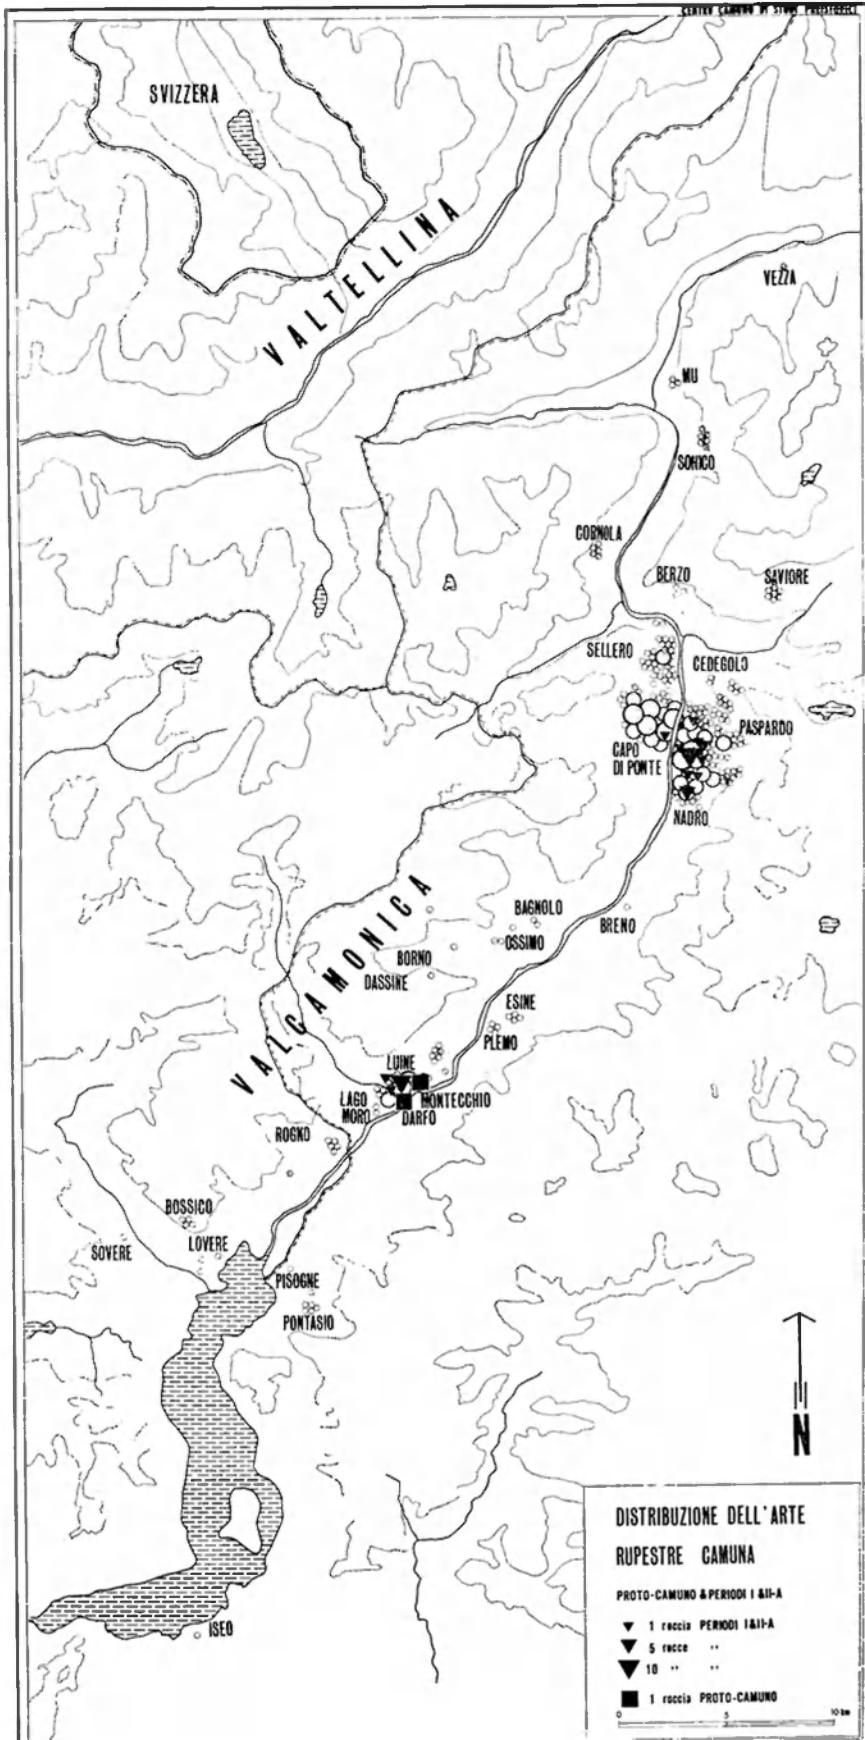 CENTRO CAMUNO DI STUDI PREISTORICI
SVIZZERA
VALTELLINA
VEZZA
MU
SONICO
CORNOLA
BERZO
SAVIORE
SELLERO
CEDEGOLO
PASPARDO
CAPO
DI PONTE
NADRO
VALCAMONICA
BAGNOLO
BRENO
OSSIMO
BORNO
DASSINE
ESINE
PLEMO
LUINE
LAGO
MORO
MONTECCHIO
DARFO
ROGNO
BOSSICO
SOVERE
LOVERE
PISOGNE
PONTASIO
N
ISEO
DISTRIBUZIONE DELL'ARTE
RUPESTRE CAMUNA
PROTO-CAMUNO & PERIODI I & II-A
1 roccia PERIODI I & II-A
5 rocce "
10 " "
1 roccia PROTO-CAMUNO
0 5 10 km